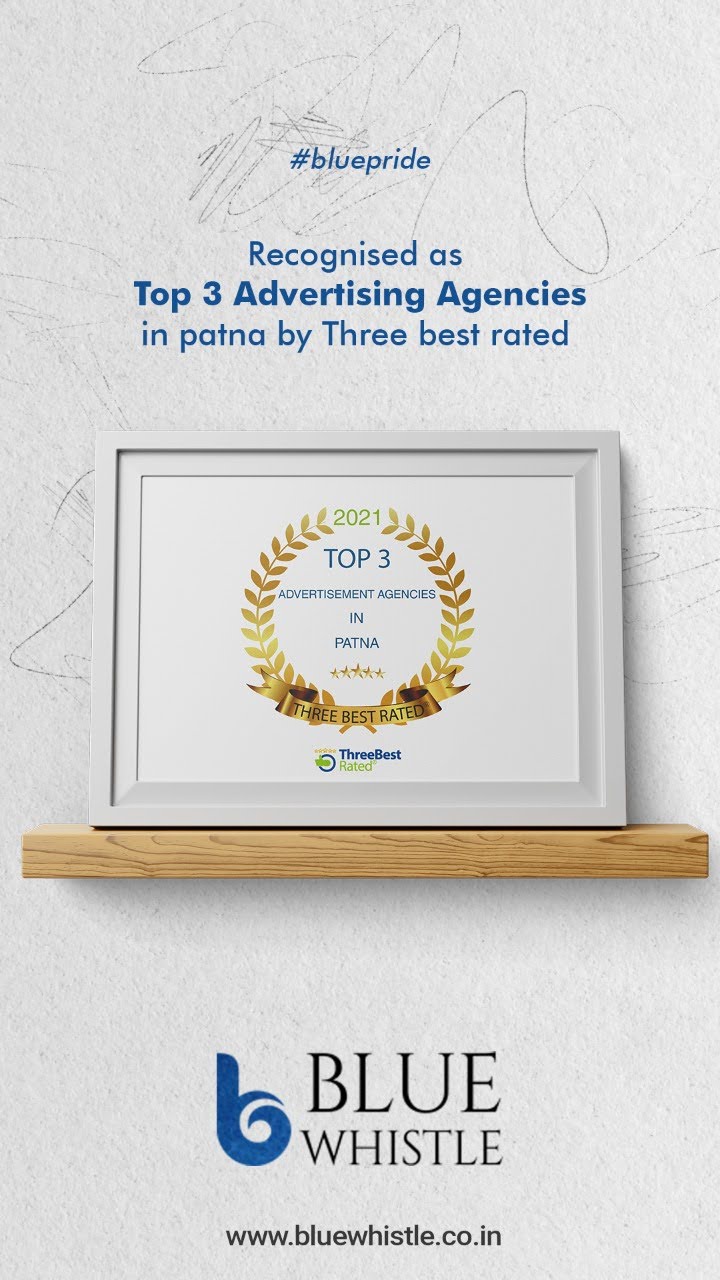 #bluepride
Recognised as
Top 3 Advertising Agencies
in patna by Three best rated
2021
TOP 3
ADVERTISEMENT AGENCIES
IN
PATNA
THREE BEST RATED
ThreeBest
Rated®
BLUE
WHISTLE
www.bluewhistle.co.in